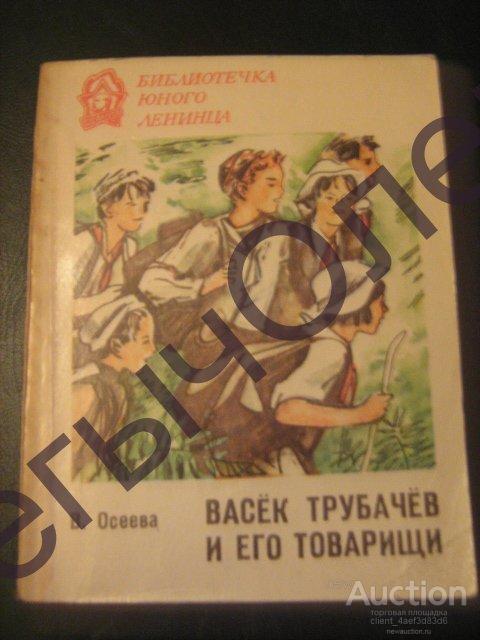 БИБЛИОТЕЧКА
ЮНОГО
ЛЕНИНЦА
В. Осеева
ВАСЁК ТРУБАЧЁВ
И ЕГО ТОВАРИЩИ
Auction
торговая площадка
client_4aef3d83d6
newauction.ru